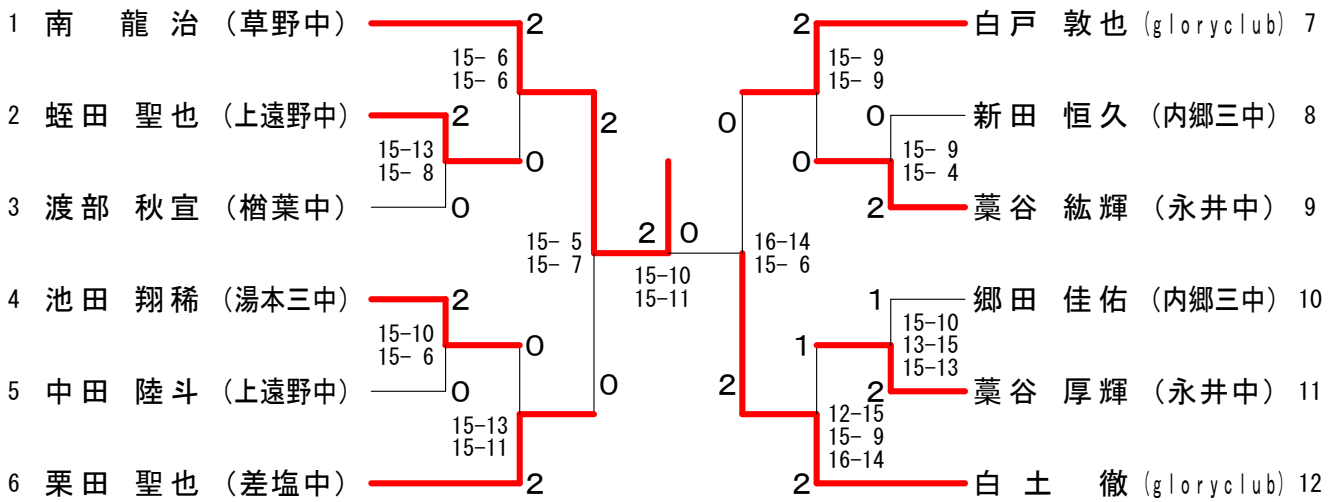 1 南 龍治 (草野中) 2 2 白戸 敦也 (gloryclub) 7
15- 6 15- 9
15- 6 15- 9
2 蛭田 聖也 (上遠野中) 2 2 0 0 新田 恒久 (内郷三中) 8
15-13 0 0 15- 9
15- 8 15- 4
3 渡部 秋宣 (楢葉中) 0 2 藁谷 紘輝 (永井中) 9
15- 5 2 0 16-14
15- 7 15-10 15- 6
15-11
4 池田 翔稀 (湯本三中) 2 1 郷田 佳佑 (内郷三中) 10
15-10 0 1 15-10
15- 6 13-15
15-13
5 中田 陸斗 (上遠野中) 0 0 2 2 藁谷 厚輝 (永井中) 11
15-13 12-15
15-11 15- 9
16-14
6 栗田 聖也 (差塩中) 2 2 白土 徹 (gloryclub) 12